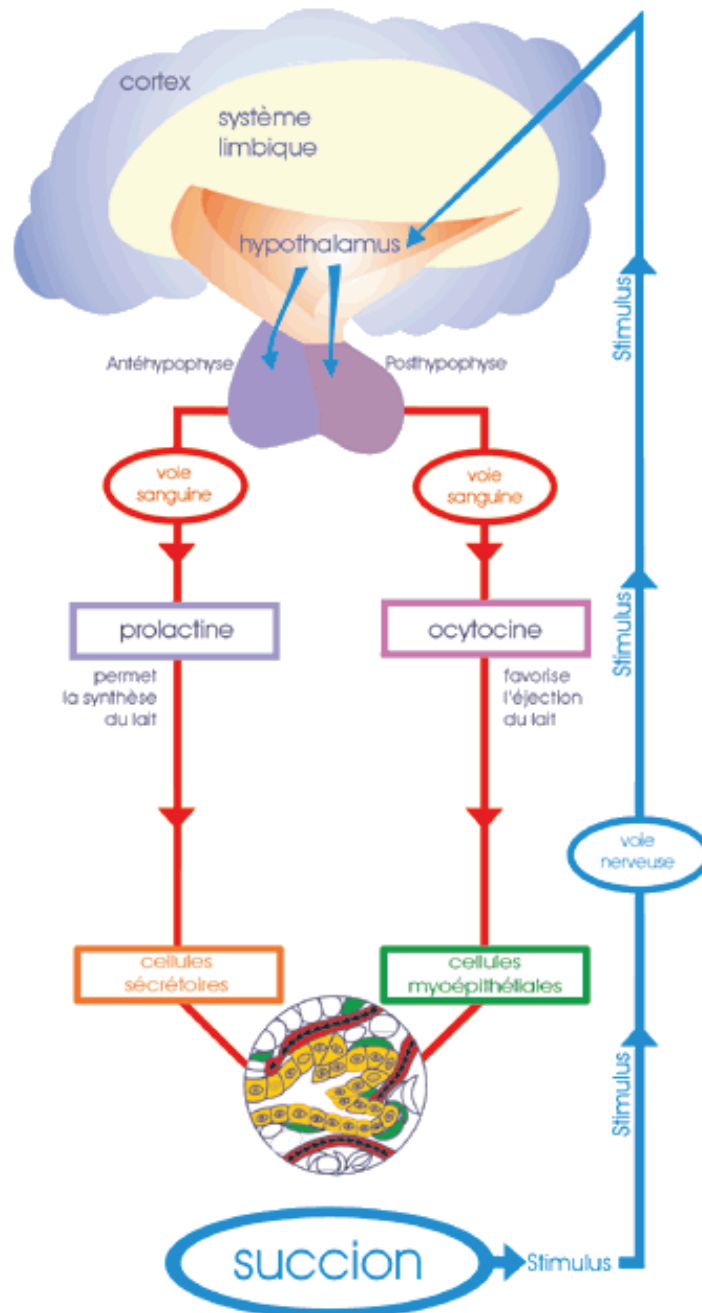 cortex
système
limbique
hypothalamus
Antéhypophyse
Posthypophyse
voie
sanguine
voie
sanguine
prolactine
ocytocine
permet
la synthèse
du lait
favorise
l'éjection
du lait
cellules
sécrétoires
cellules
myoépithéliales
Stimulus
Stimulus
voie
nerveuse
Stimulus
succion
Stimulus